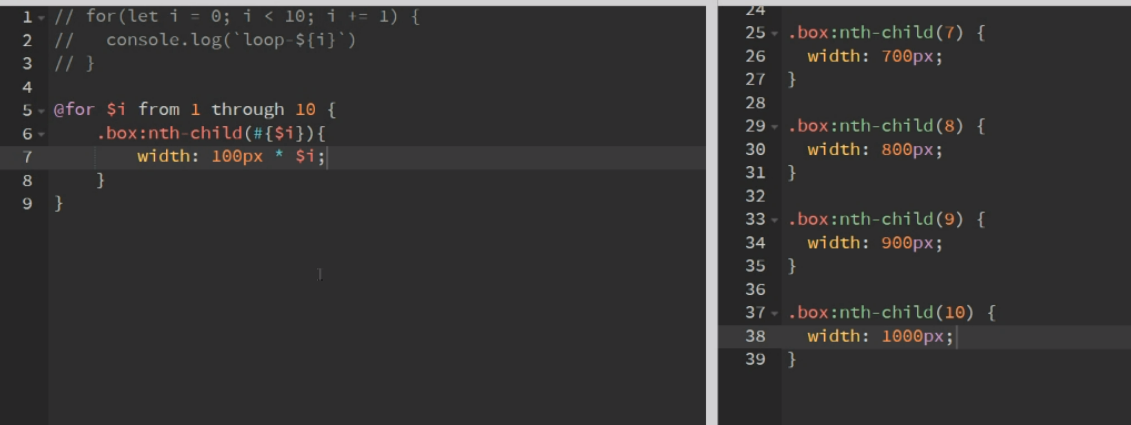 1 // for(let i = 0; i < 10; i += 1) {
2 //   console.log(`loop-${i}`)
3 // }
4
5 @for $i from 1 through 10 {
6     .box:nth-child(#{$i}){
7         width: 100px * $i;
8     }
9 }
24
25 .box:nth-child(7) {
26   width: 700px;
27 }
28
29 .box:nth-child(8) {
30   width: 800px;
31 }
32
33 .box:nth-child(9) {
34   width: 900px;
35 }
36
37 .box:nth-child(10) {
38   width: 1000px;
39 }